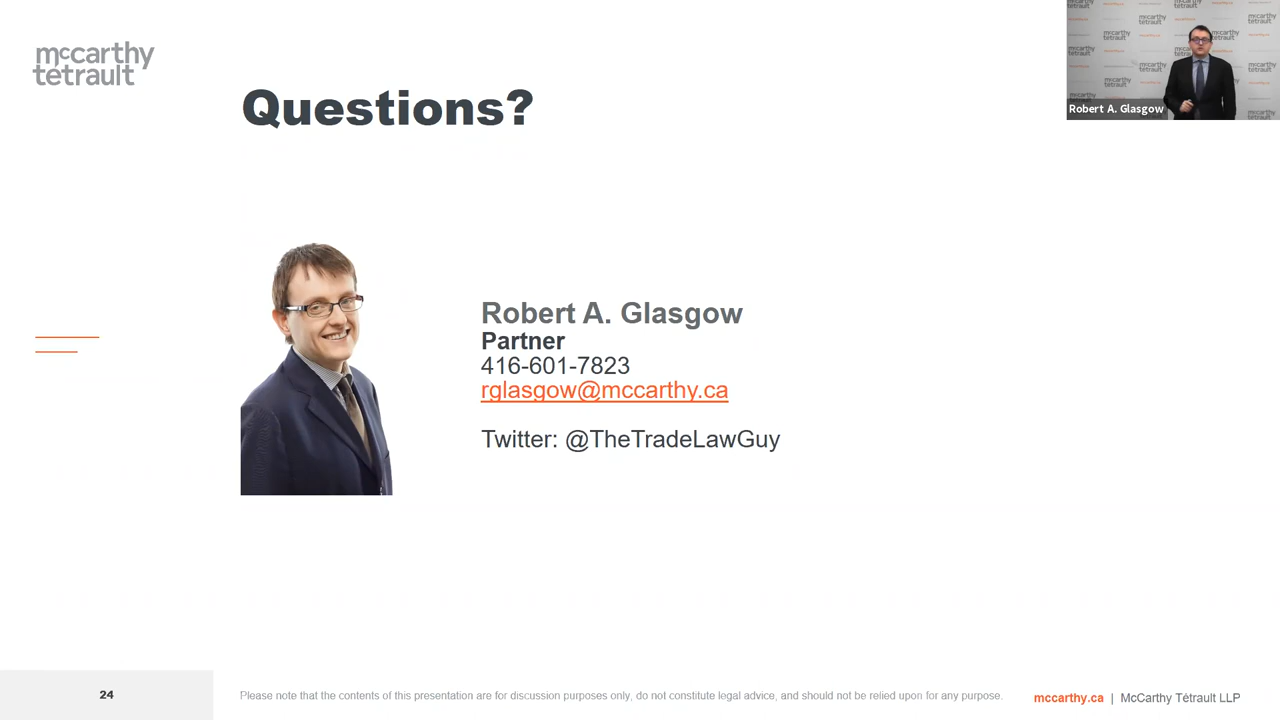 mccarthy
tetrault
Questions?
Robert A. Glasgow
Robert A. Glasgow
Partner
416-601-7823
rglasgow@mccarthy.ca
Twitter: @TheTradeLawGuy
24
Please note that the contents of this presentation are for discussion purposes only, do not constitute legal advice, and should not be relied upon for any purpose.
mccarthy.ca | McCarthy Tétrault LLP